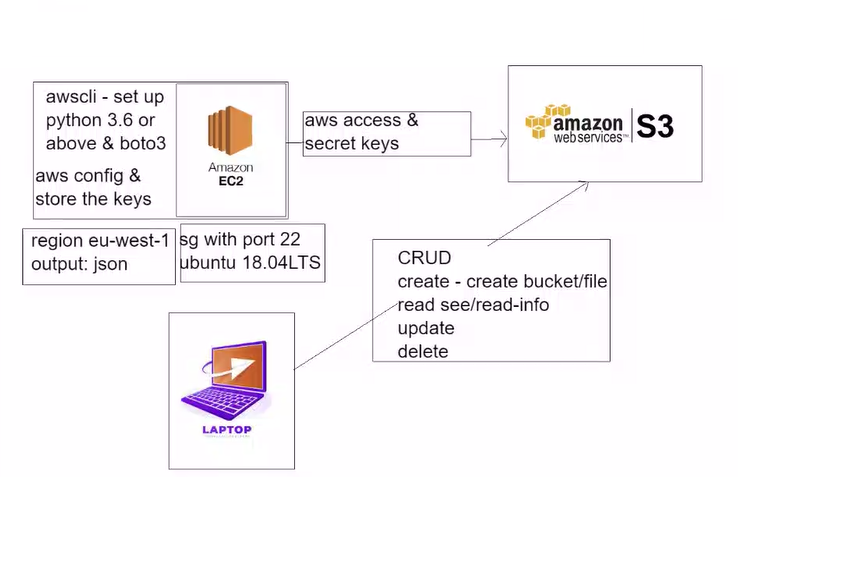 awscli - set up
python 3.6 or
above & boto3
aws config &
store the keys
Amazon
EC2
aws access &
secret keys
amazon
webservices™
S3
region eu-west-1
output: json
sg with port 22
ubuntu 18.04LTS
CRUD
create - create bucket/file
read see/read-info
update
delete
LAPTOP